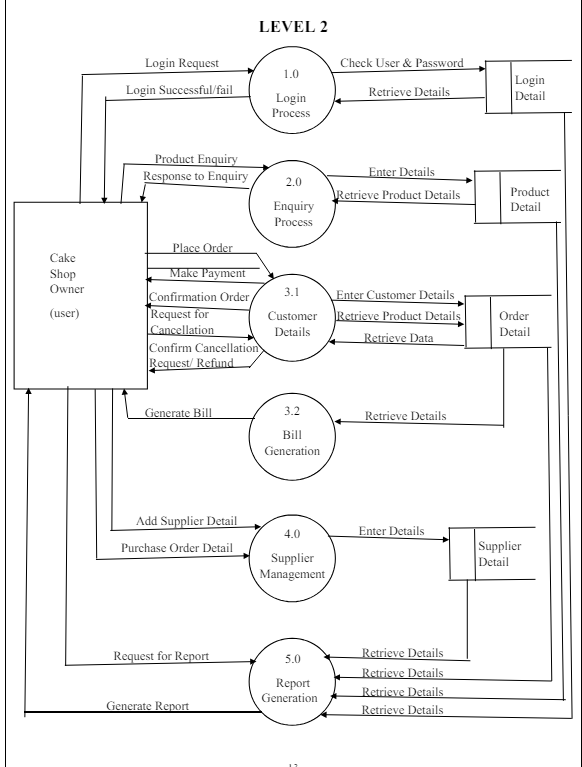 LEVEL 2
Login Request
1.0
Login
Process
Check User & Password
Login
Detail
Login Successful/fail
Retrieve Details
Product Enquiry
Response to Enquiry
2.0
Enquiry
Process
Enter Details
Retrieve Product Details
Product
Detail
Cake
Shop
Owner
(user)
Place Order
Make Payment
Confirmation Order
Request for
Cancellation
Confirm Cancellation
Request/ Refund
3.1
Customer
Details
Enter Customer Details
Retrieve Product Details
Retrieve Data
Order
Detail
Generate Bill
3.2
Bill
Generation
Retrieve Details
Add Supplier Detail
Purchase Order Detail
4.0
Supplier
Management
Enter Details
Supplier
Detail
Request for Report
Generate Report
5.0
Report
Generation
Retrieve Details
Retrieve Details
Retrieve Details
Retrieve Details